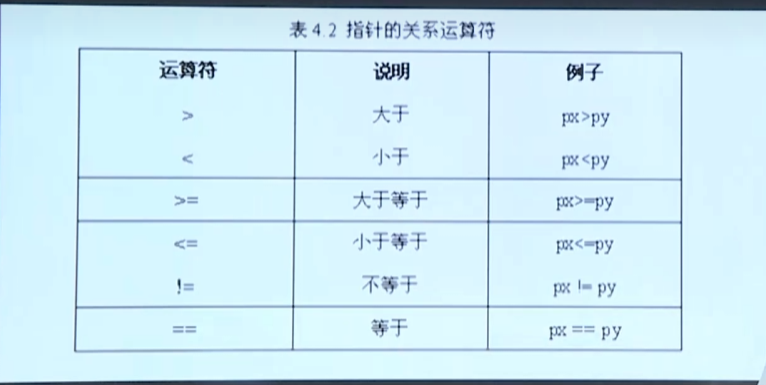 表 4.2 指针的关系运算符
运算符 说明 例子
> 大于 px>py
< 小于 px<py
>= 大于等于 px>=py
<= 小于等于 px<=py
!= 不等于 px != py
== 等于 px == py